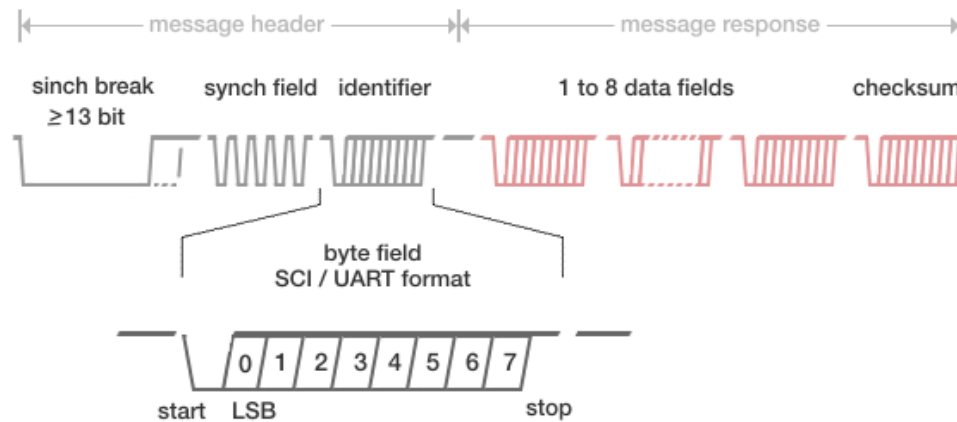 message header
message response
sinch break
≥13 bit
synch field
identifier
1 to 8 data fields
checksum
byte field
SCI / UART format
0 1 2 3 4 5 6 7
start
LSB
stop